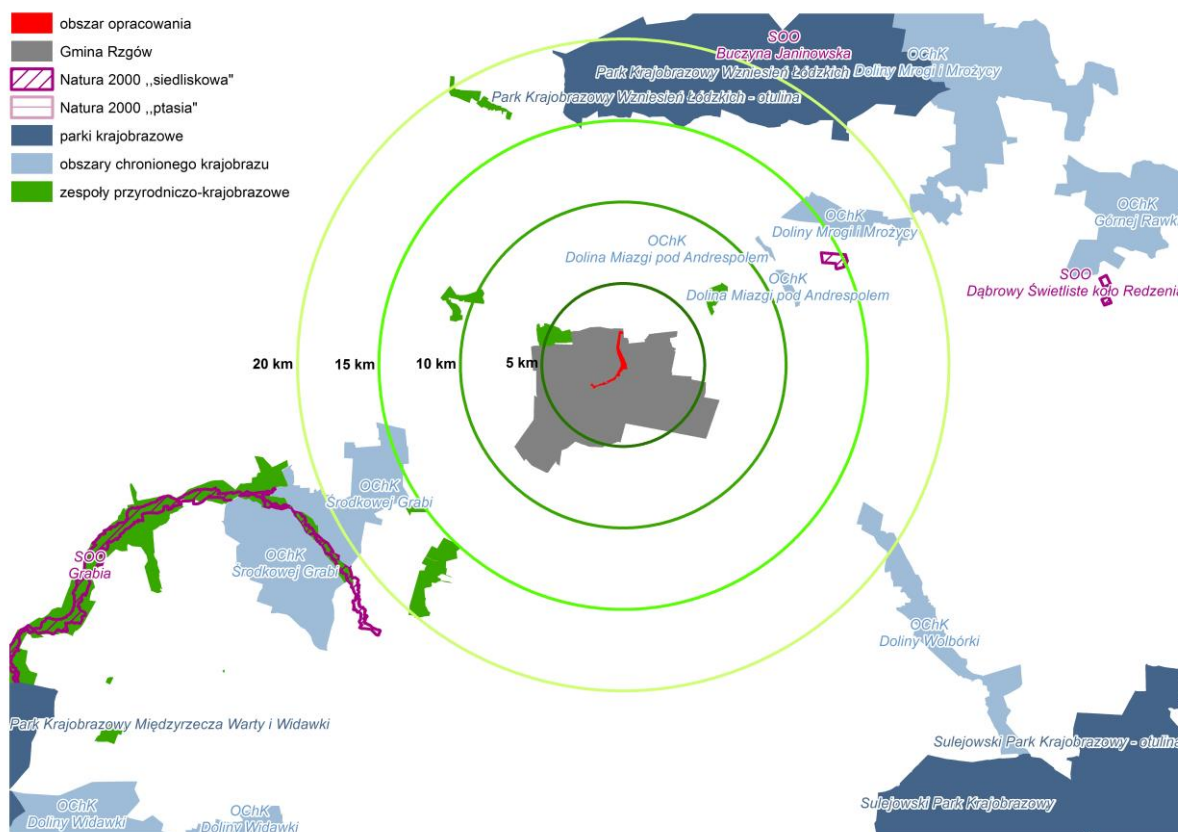 obszar opracowania
Gmina Rzgów
Natura 2000 ,,siedliskowa"
Natura 2000 ,,ptasia"
parki krajobrazowe
obszary chronionego krajobrazu
zespoły przyrodniczo-krajobrazowe
SOO
Buczyna Janinowska
Park Krajobrazowy Wzniesień Łódzkich
Park Krajobrazowy Wzniesień Łódzkich - otulina
OChK
Doliny Mrogi i Mrożycy
OChK
Górnej Rawki
OChK
Doliny Mrogi i Mrożycy
OChK
Dolina Miazgi pod Andrespolem
OChK
Dolina Miazgi pod Andrespolem
SOO
Dąbrowy Świetliste koło Redzenia
20 km
15 km
10 km
5 km
OChK
Środkowej Grabi
OChK
Środkowej Grabi
SOO
Grabia
OChK
Doliny Wolbórki
Park Krajobrazowy Międzyrzecza Warty i Widawki
Sulejowski Park Krajobrazowy - otulina
Sulejowski Park Krajobrazowy
OChK
Doliny Widawki
OChK
Doliny Widawki